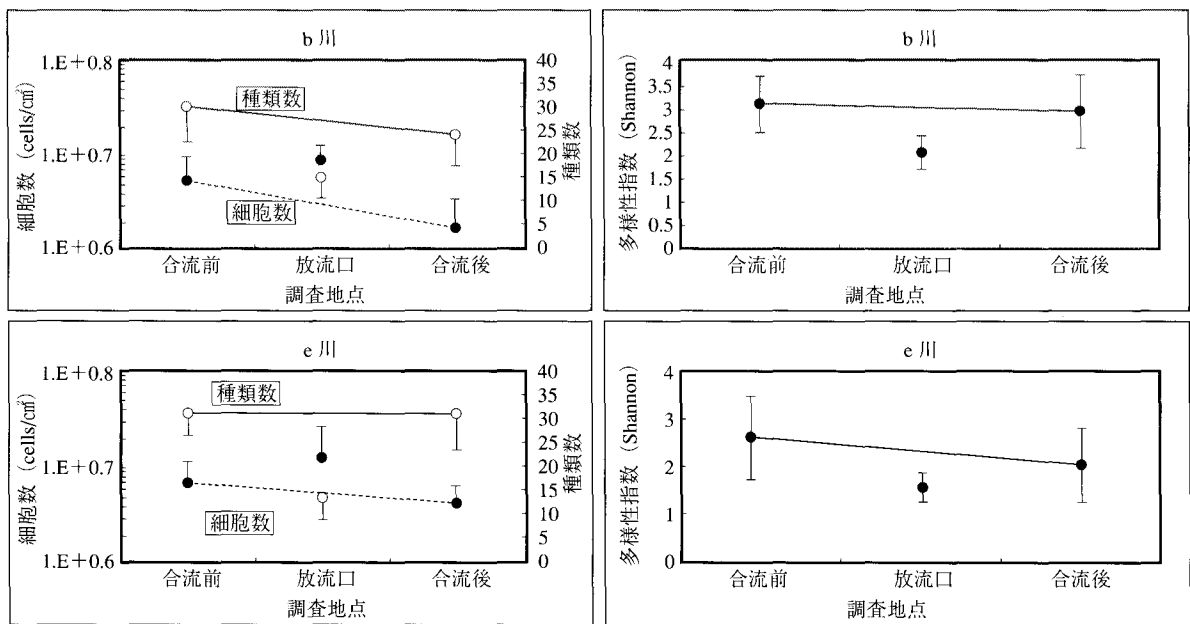 b 川
1.E+0.8
1.E+0.7
1.E+0.6
細胞数 (cells/c㎡)
種類数
細胞数
40
35
30
25
20
15
10
5
0
種類数
合流前 放流口 合流後
調査地点
b 川
4
3.5
3
2.5
2
1.5
1
0.5
0
多様性指数 (Shannon)
合流前 放流口 合流後
調査地点
e 川
1.E+0.8
1.E+0.7
1.E+0.6
細胞数 (cells/c㎡)
種類数
細胞数
40
35
30
25
20
15
10
5
0
種類数
合流前 放流口 合流後
調査地点
e 川
4
3
2
1
0
多様性指数 (Shannon)
合流前 放流口 合流後
調査地点